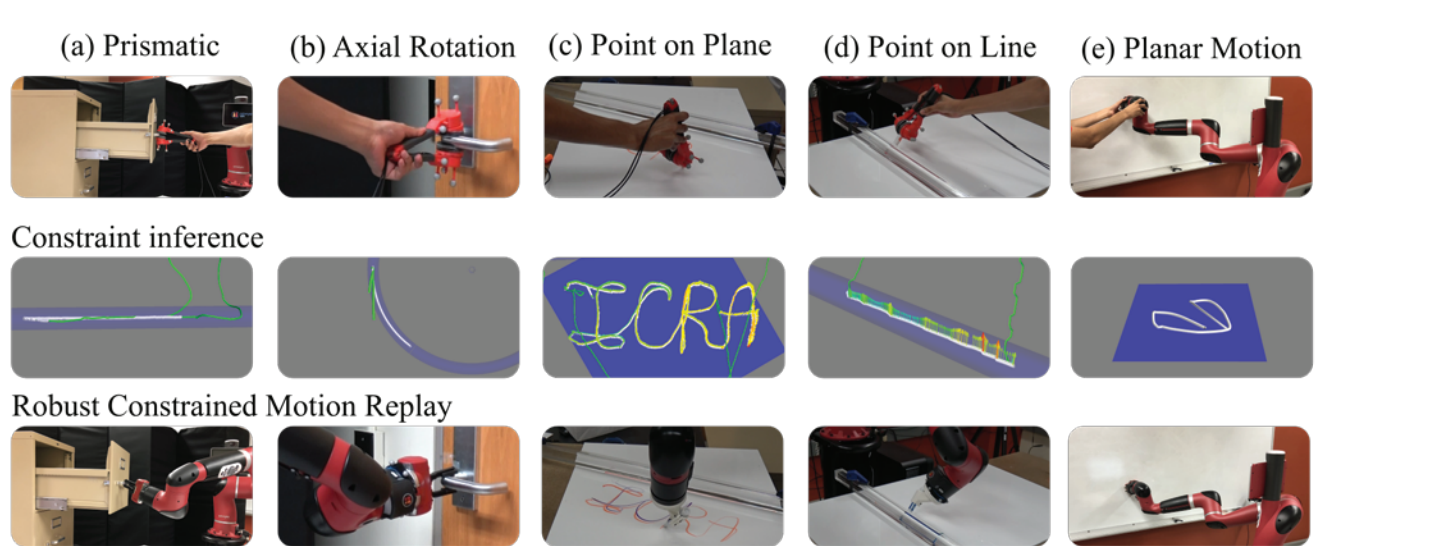 (a) Prismatic
(b) Axial Rotation
(c) Point on Plane
(d) Point on Line
(e) Planar Motion
Constraint inference
ICRA
Robust Constrained Motion Replay
ICRA